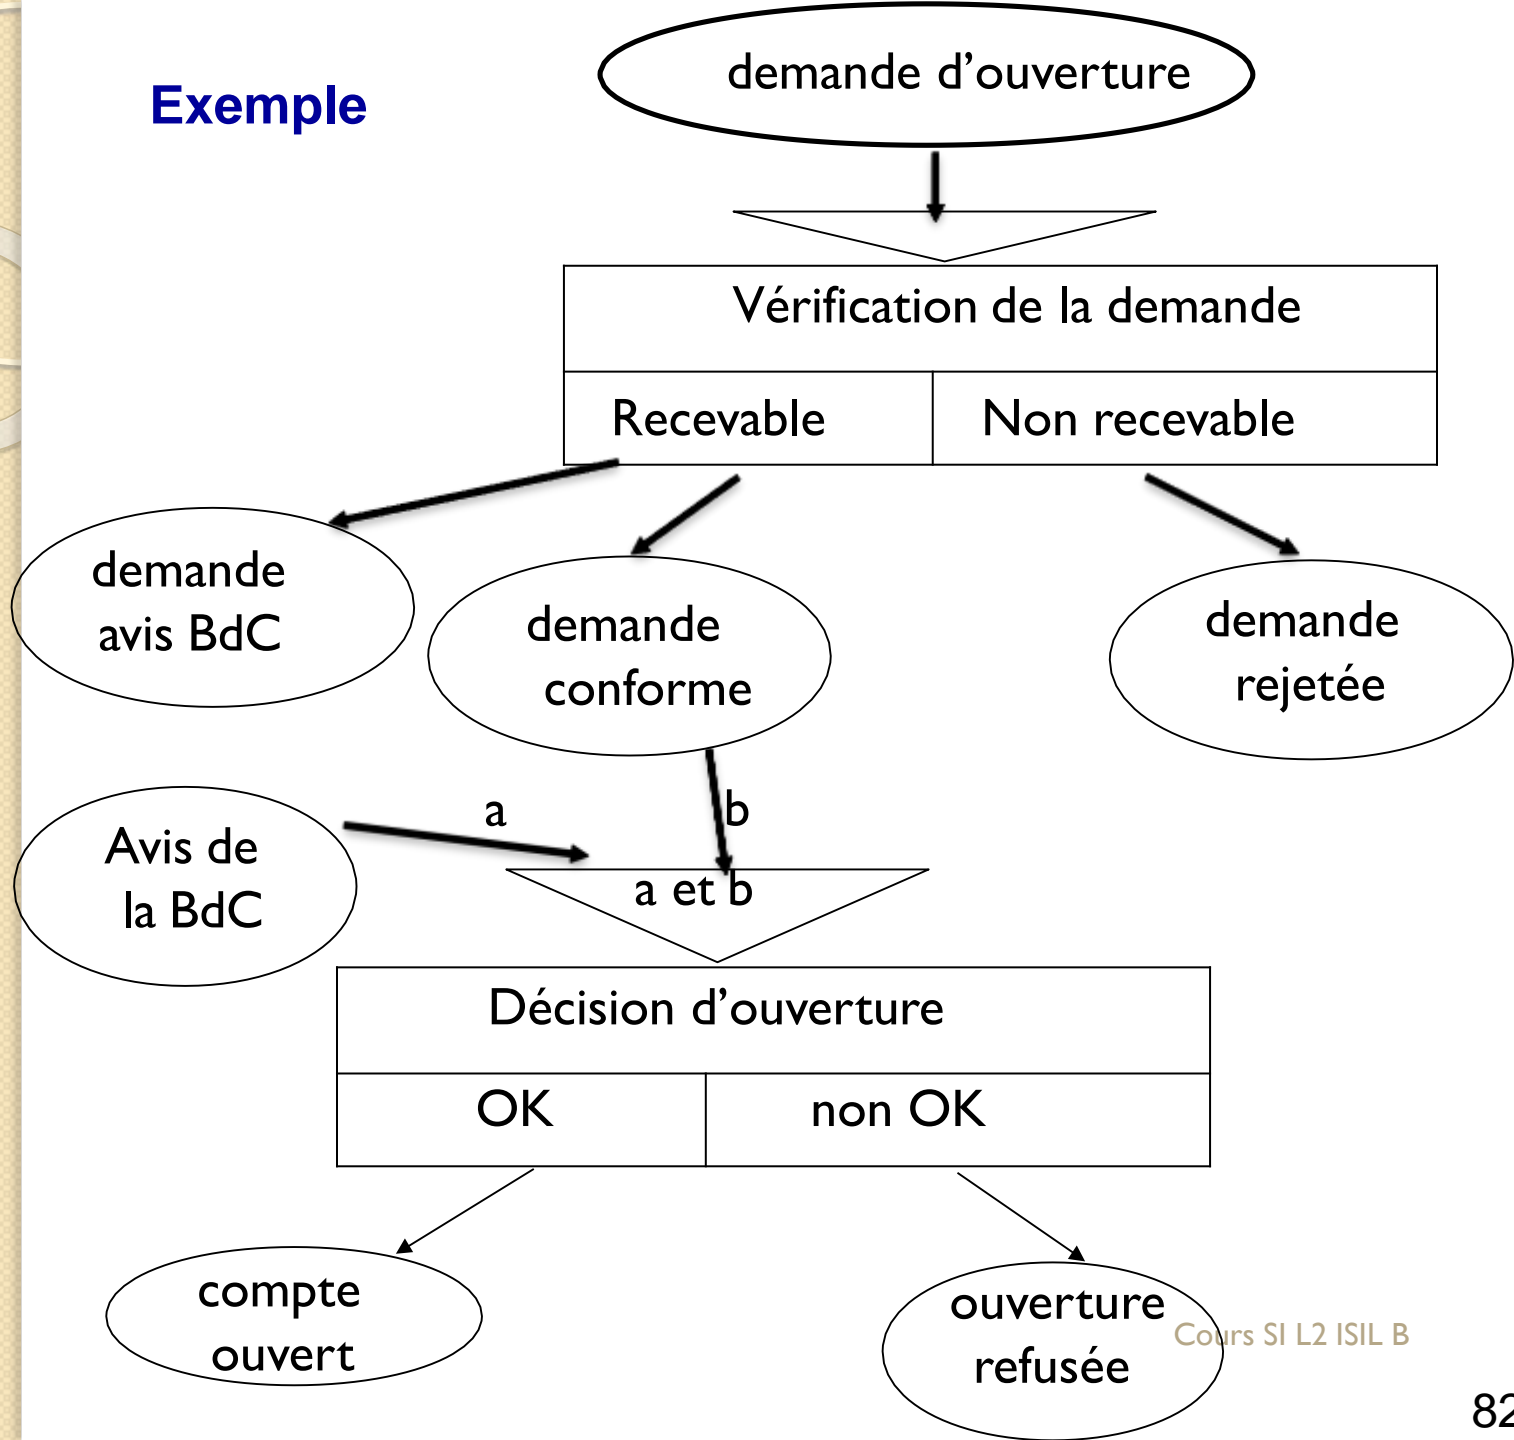 Exemple
demande d’ouverture
Vérification de la demande
Recevable
Non recevable
demande
avis BdC
demande
conforme
demande
rejetée
Avis de
la BdC
a
b
a et b
Décision d’ouverture
OK
non OK
compte
ouvert
ouverture
refusée
Cours SI L2 ISIL B
82